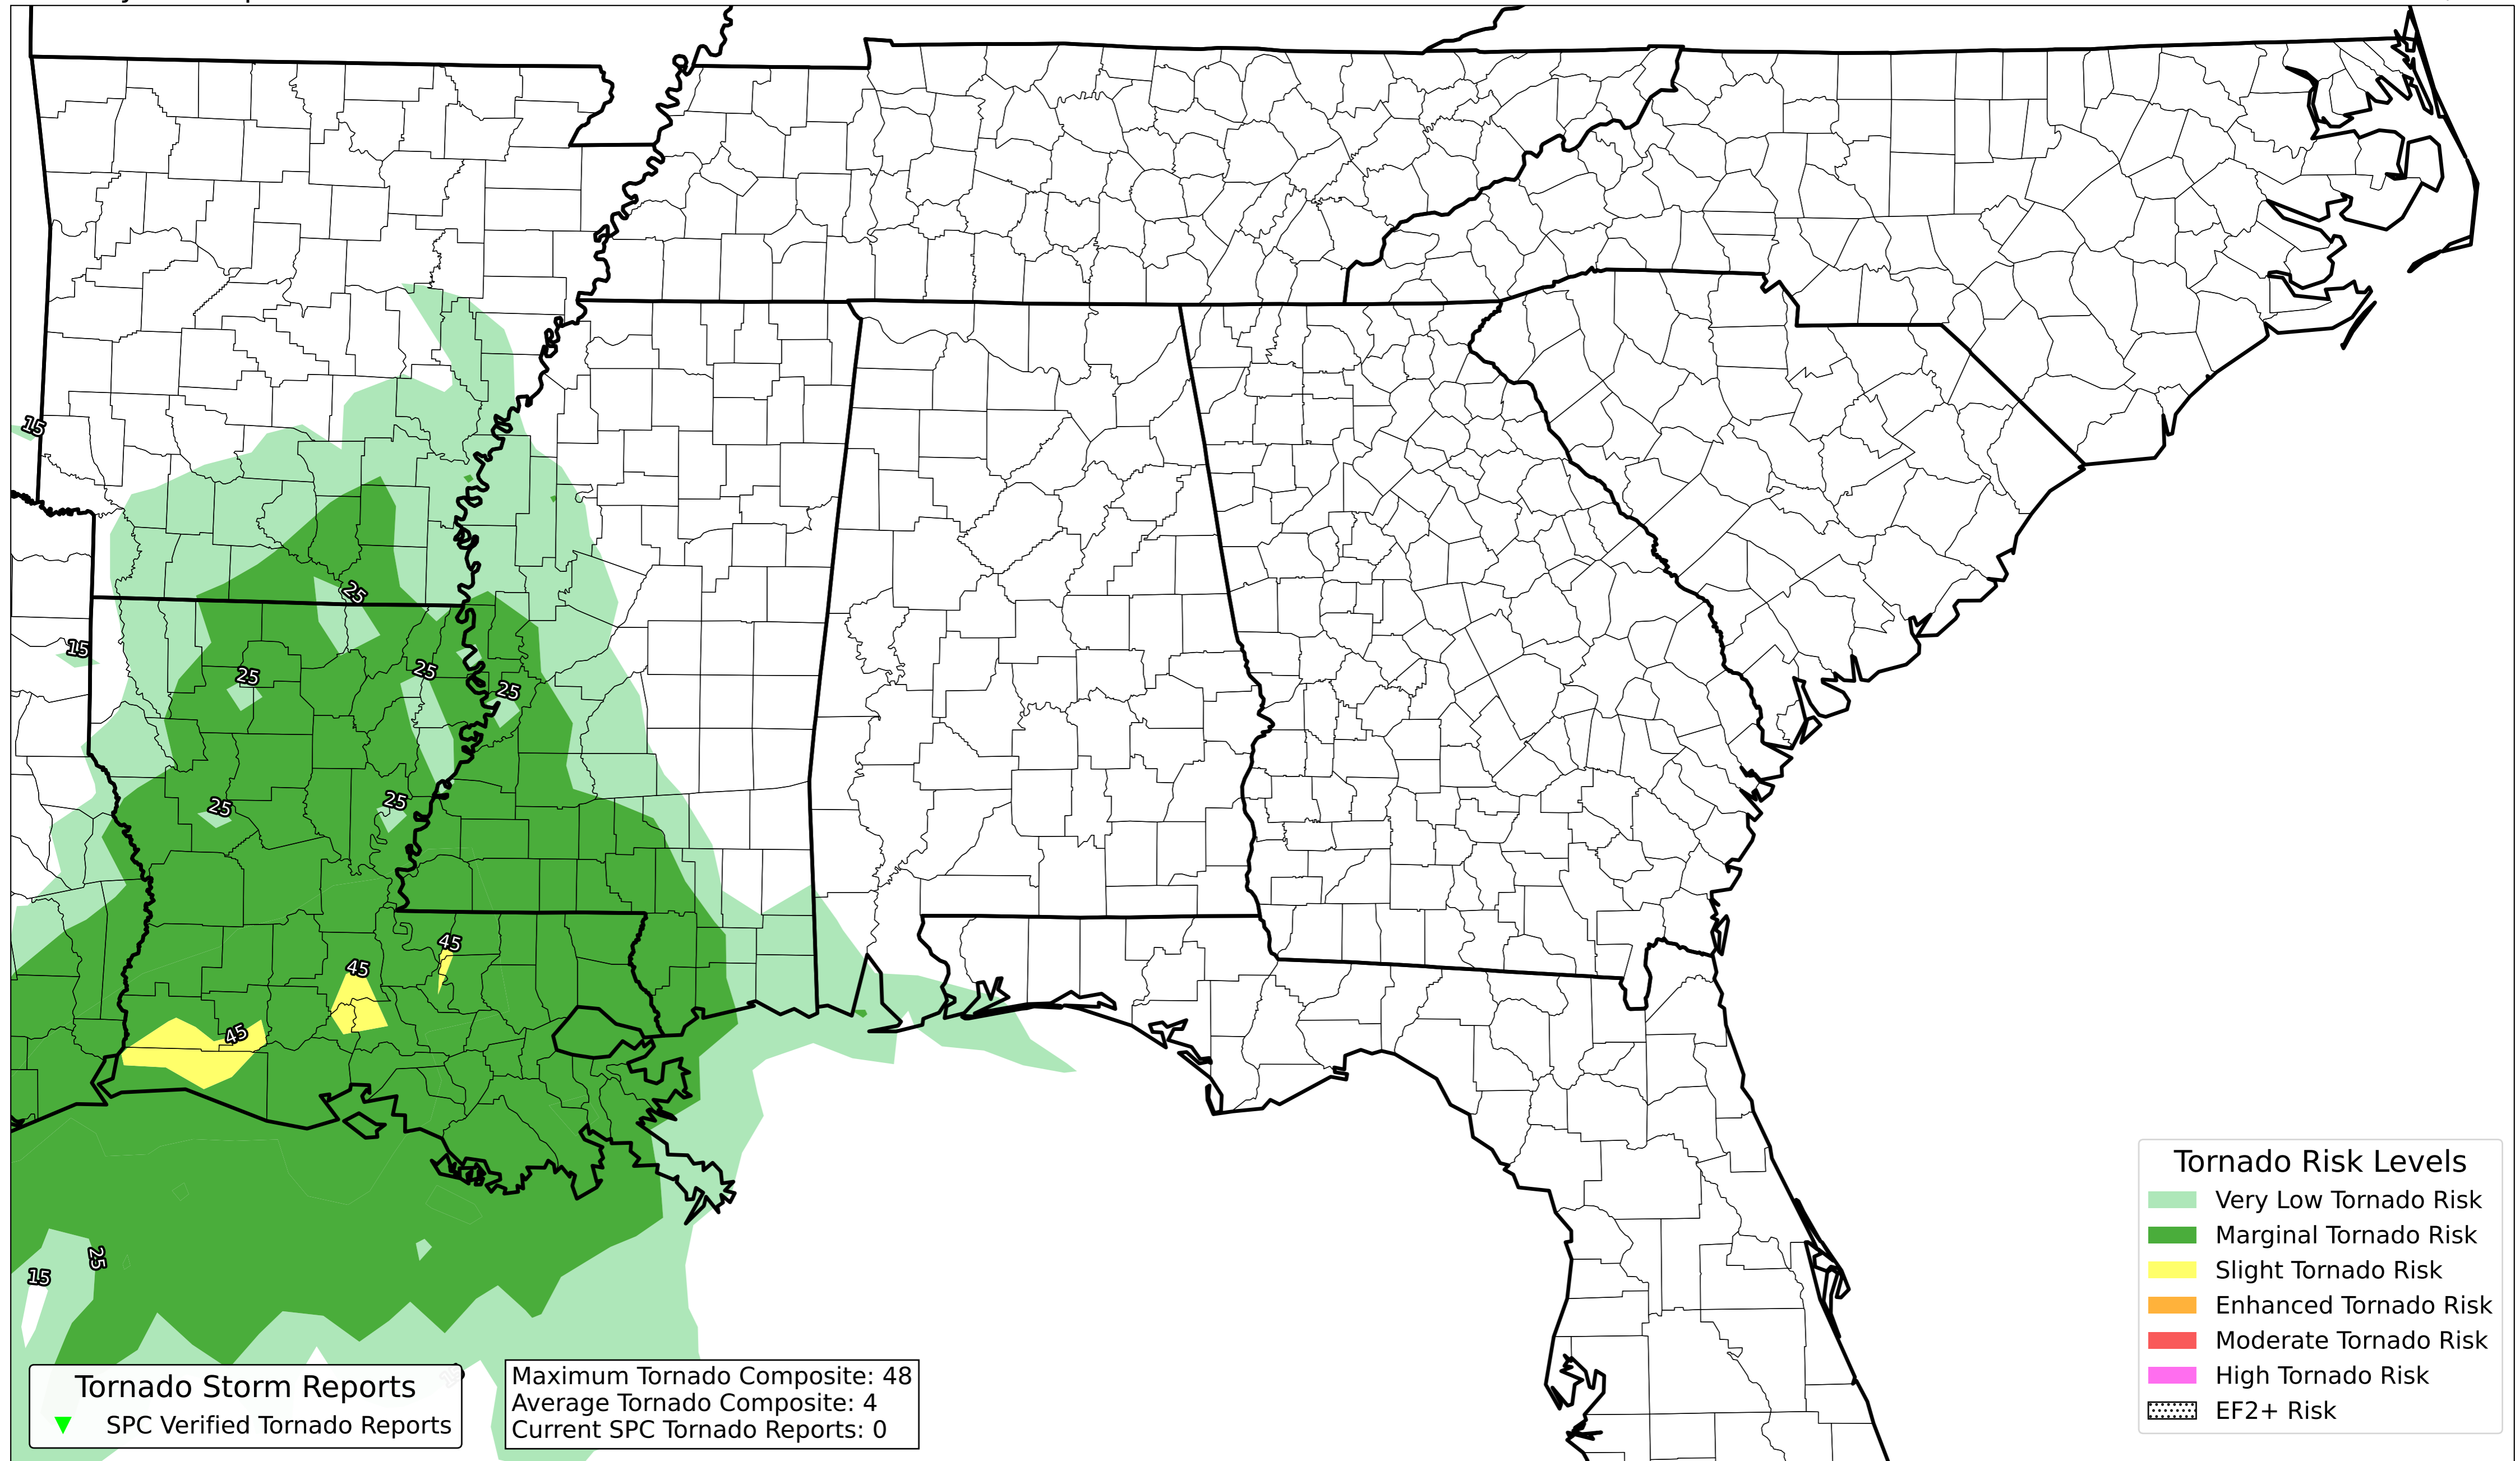 15
25
15
25
25
25
25
25
45
45
45
25
15
Tornado Storm Reports
SPC Verified Tornado Reports
Maximum Tornado Composite: 48
Average Tornado Composite: 4
Current SPC Tornado Reports: 0
Tornado Risk Levels
Very Low Tornado Risk
Marginal Tornado Risk
Slight Tornado Risk
Enhanced Tornado Risk
Moderate Tornado Risk
High Tornado Risk
EF2+ Risk